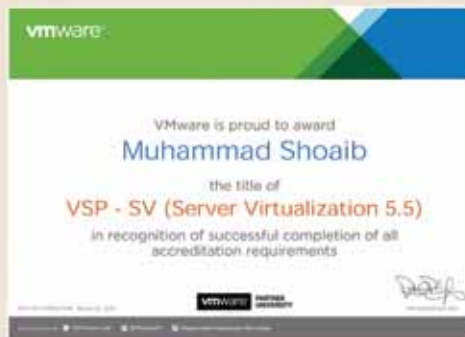 vmware
VMware is proud to award
Muhammad Shoaib
the title of
VSP - SV (Server Virtualization 5.5)
in recognition of successful completion of all
accreditation requirements
vmware PARTNER
UNIVERSITY